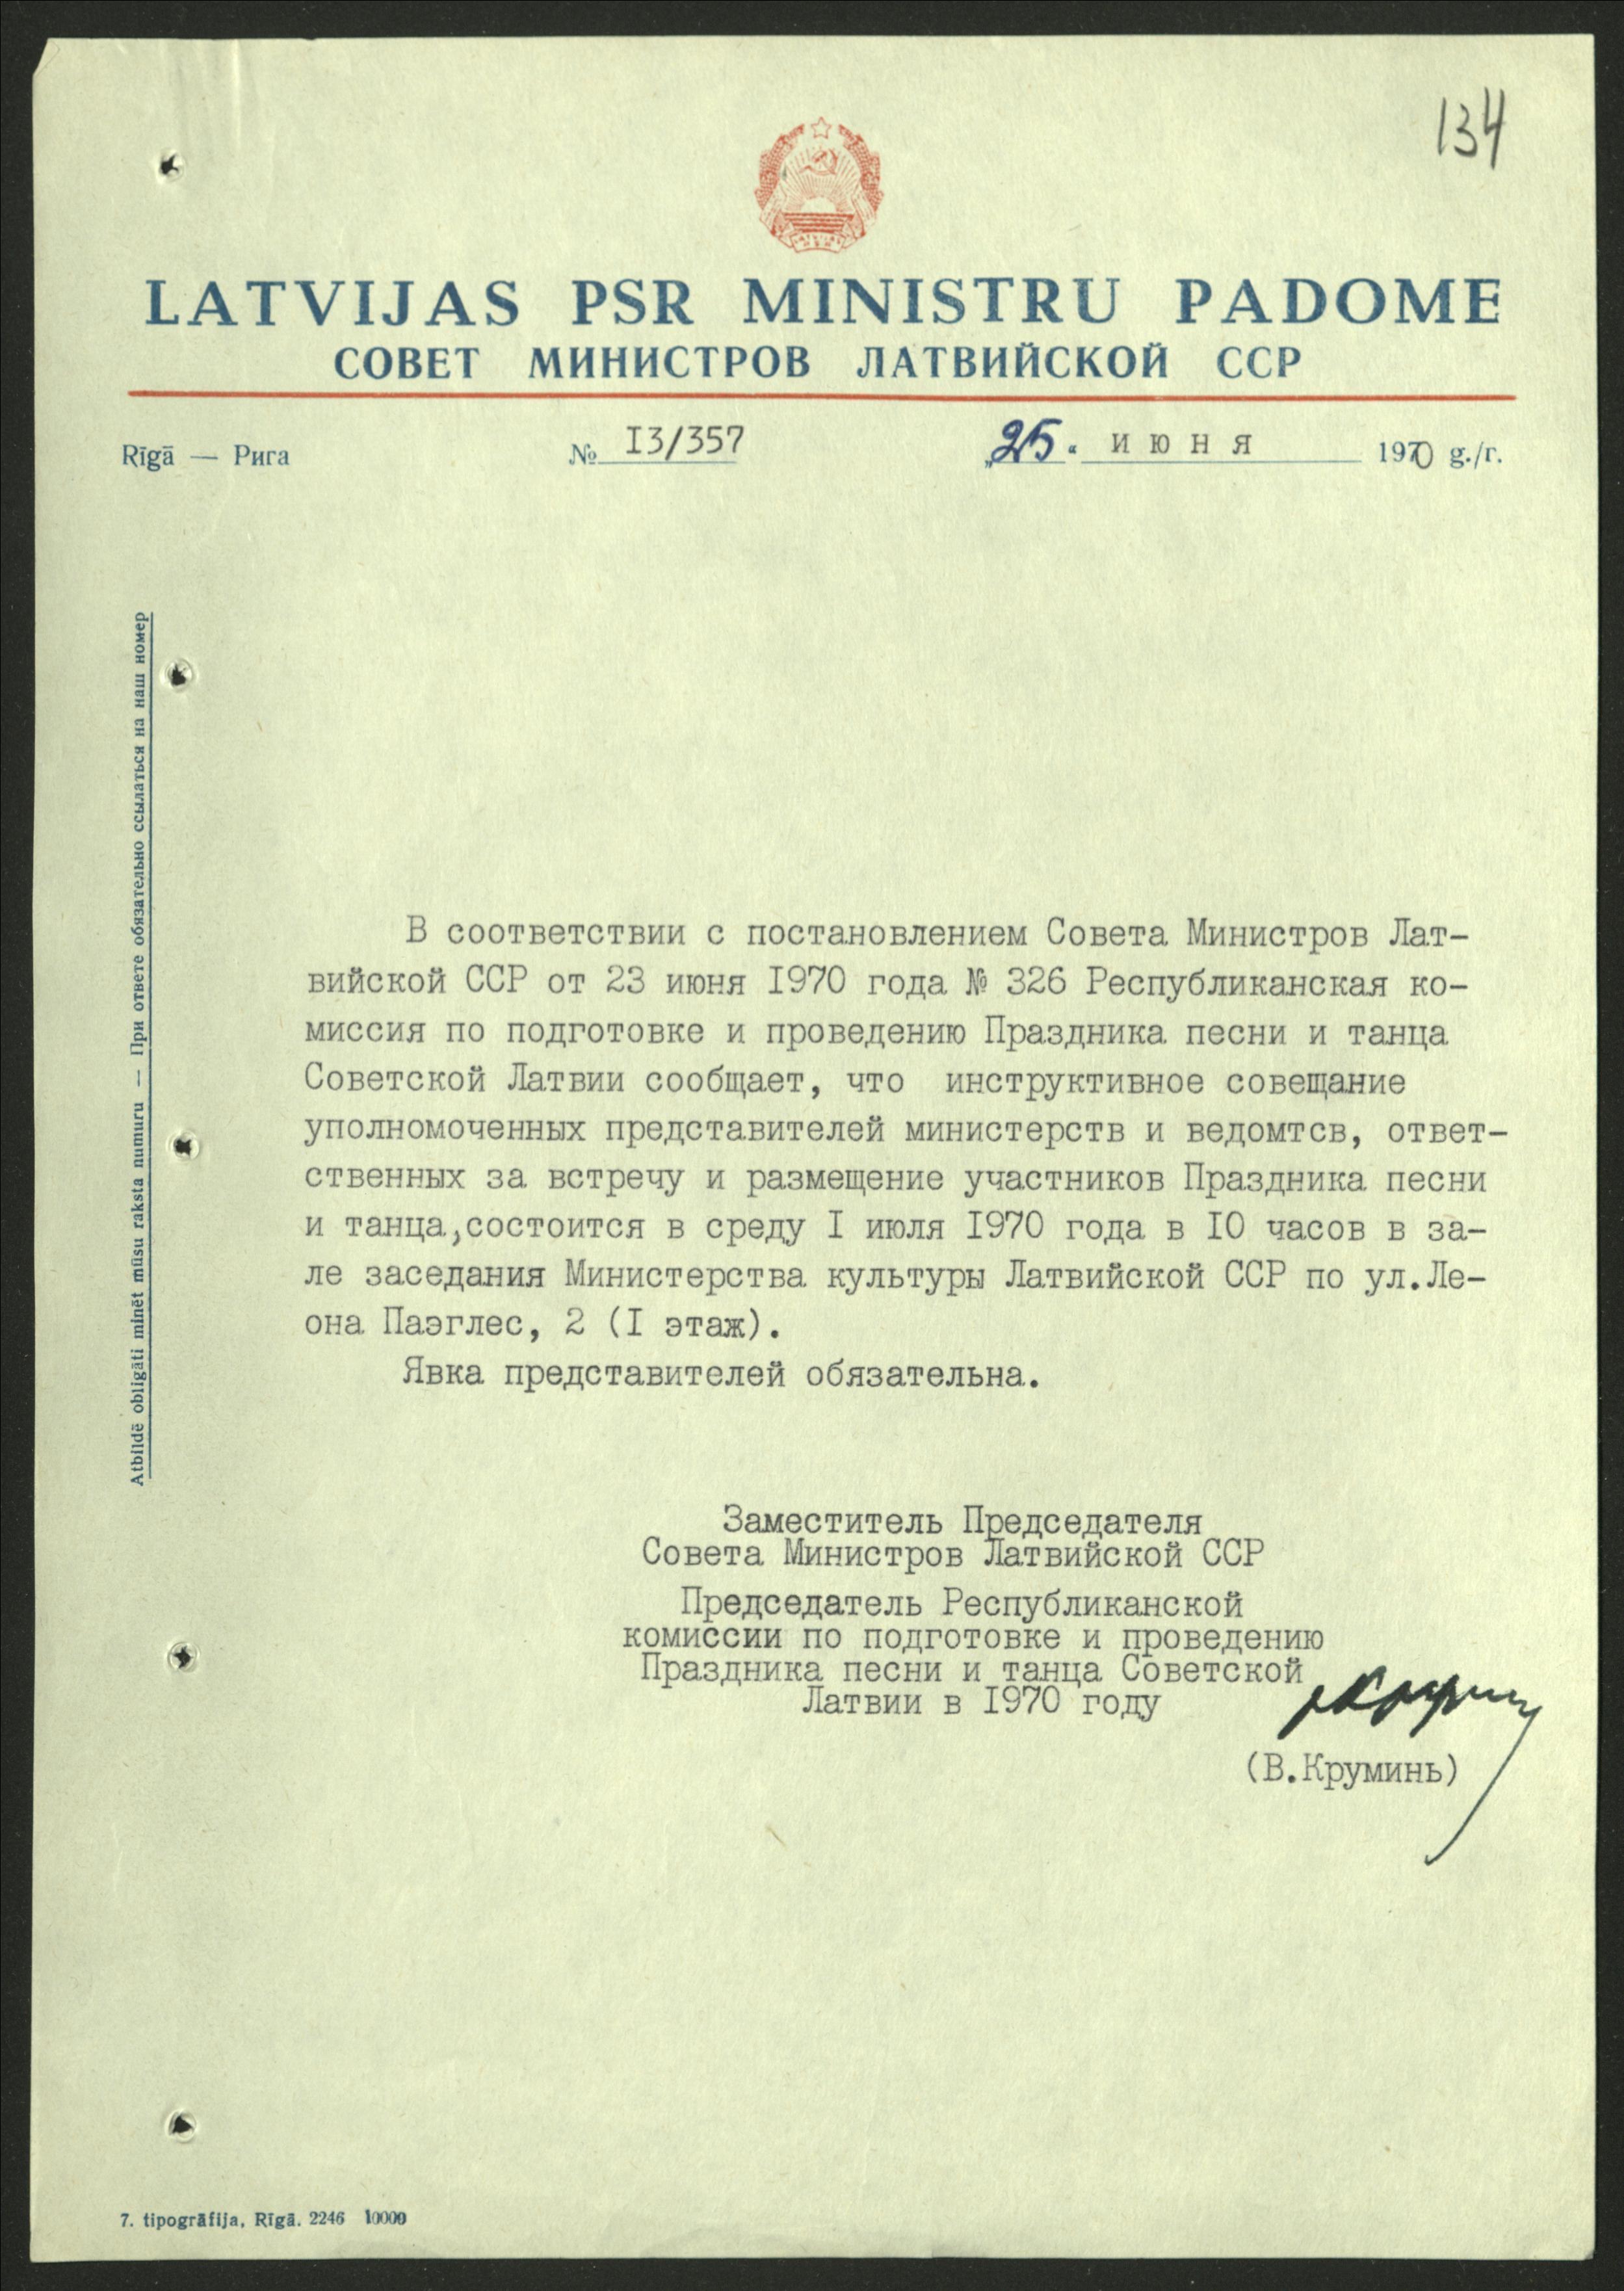 134
LATVIJAS PSR MINISTRU PADOME
СОВЕТ МИНИСТРОВ ЛАТВИЙСКОЙ ССР
Rīgā — Рига № I3/357 „25“ июня 1970 g./г.
Atbildē obligāti minēt mūsu raksta numuru — При ответе обязательно ссылаться на наш номер
В соответствии с постановлением Совета Министров Лат-
вийской ССР от 23 июня I970 года № 326 Республиканская ко-
миссия по подготовке и проведению Праздника песни и танца
Советской Латвии сообщает, что инструктивное совещание
уполномоченных представителей министерств и ведомтсв, ответ-
ственных за встречу и размещение участников Праздника песни
и танца,состоится в среду I июля I970 года в I0 часов в за-
ле заседания Министерства культуры Латвийской ССР по ул.Ле-
она Паэглес, 2 (I этаж).
Явка представителей обязательна.
Заместитель Председателя
Совета Министров Латвийской ССР
Председатель Республиканской
комиссии по подготовке и проведению
Праздника песни и танца Советской
Латвии в I970 году
(В.Круминь)
7. tipogrāfija, Rīgā. 2246 10000